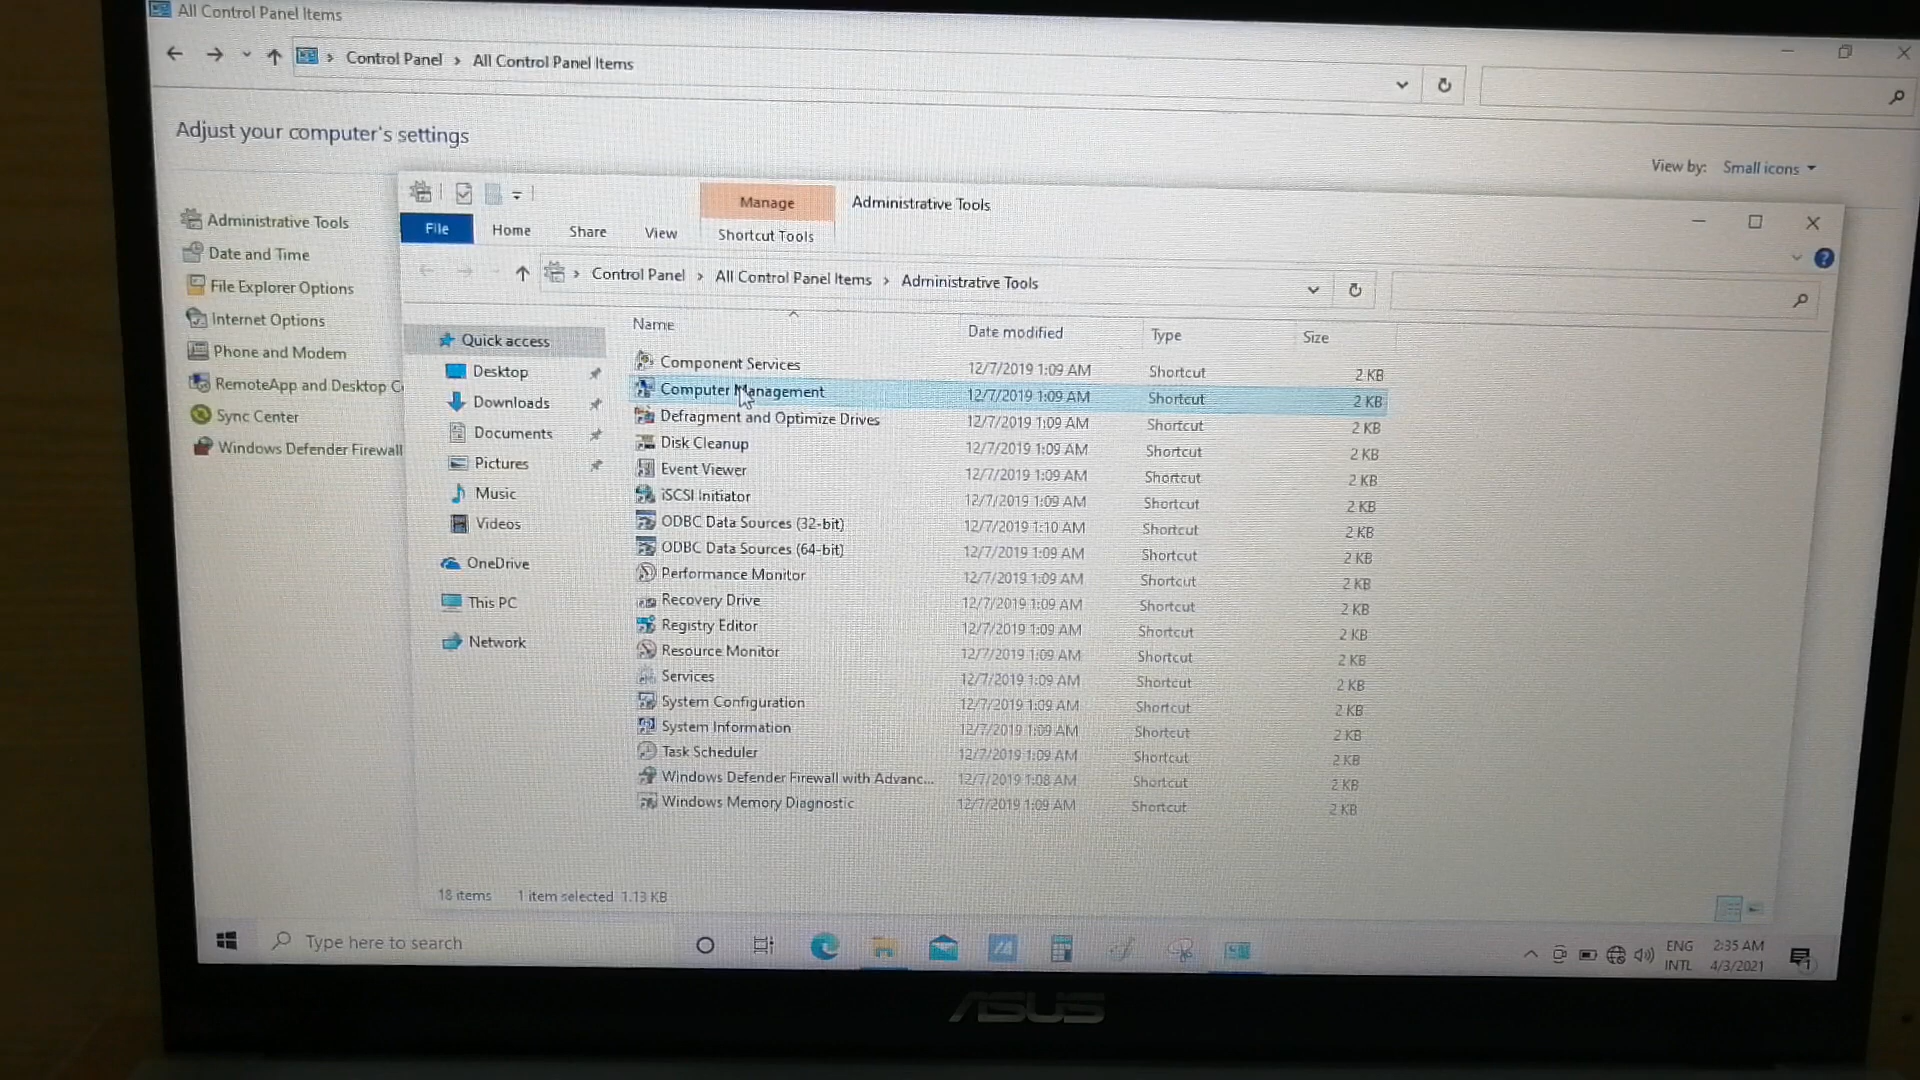 All Control Panel Items
Control Panel > All Control Panel Items
Adjust your computer's settings
View by: Small icons
Administrative Tools
Date and Time
File Explorer Options
Internet Options
Phone and Modem
RemoteApp and Desktop C
Sync Center
Windows Defender Firewall
Manage Administrative Tools
File Home Share View Shortcut Tools
Control Panel > All Control Panel Items > Administrative Tools
Quick access
Desktop
Downloads
Documents
Pictures
Music
Videos
OneDrive
This PC
Network
Name Date modified Type Size
Component Services 12/7/2019 1:09 AM Shortcut 2 KB
Computer Management 12/7/2019 1:09 AM Shortcut 2 KB
Defragment and Optimize Drives 12/7/2019 1:09 AM Shortcut 2 KB
Disk Cleanup 12/7/2019 1:09 AM Shortcut 2 KB
Event Viewer 12/7/2019 1:09 AM Shortcut 2 KB
iSCSI Initiator 12/7/2019 1:09 AM Shortcut 2 KB
ODBC Data Sources (32-bit) 12/7/2019 1:10 AM Shortcut 2 KB
ODBC Data Sources (64-bit) 12/7/2019 1:09 AM Shortcut 2 KB
Performance Monitor 12/7/2019 1:09 AM Shortcut 2 KB
Recovery Drive 12/7/2019 1:09 AM Shortcut 2 KB
Registry Editor 12/7/2019 1:09 AM Shortcut 2 KB
Resource Monitor 12/7/2019 1:09 AM Shortcut 2 KB
Services 12/7/2019 1:09 AM Shortcut 2 KB
System Configuration 12/7/2019 1:09 AM Shortcut 2 KB
System Information 12/7/2019 1:09 AM Shortcut 2 KB
Task Scheduler 12/7/2019 1:09 AM Shortcut 2 KB
Windows Defender Firewall with Advanc... 12/7/2019 1:08 AM Shortcut 2 KB
Windows Memory Diagnostic 12/7/2019 1:09 AM Shortcut 2 KB
18 items 1 item selected 1.13 KB
Type here to search
ENG 2:35 AM
INTL 4/3/2021
1
ASUS